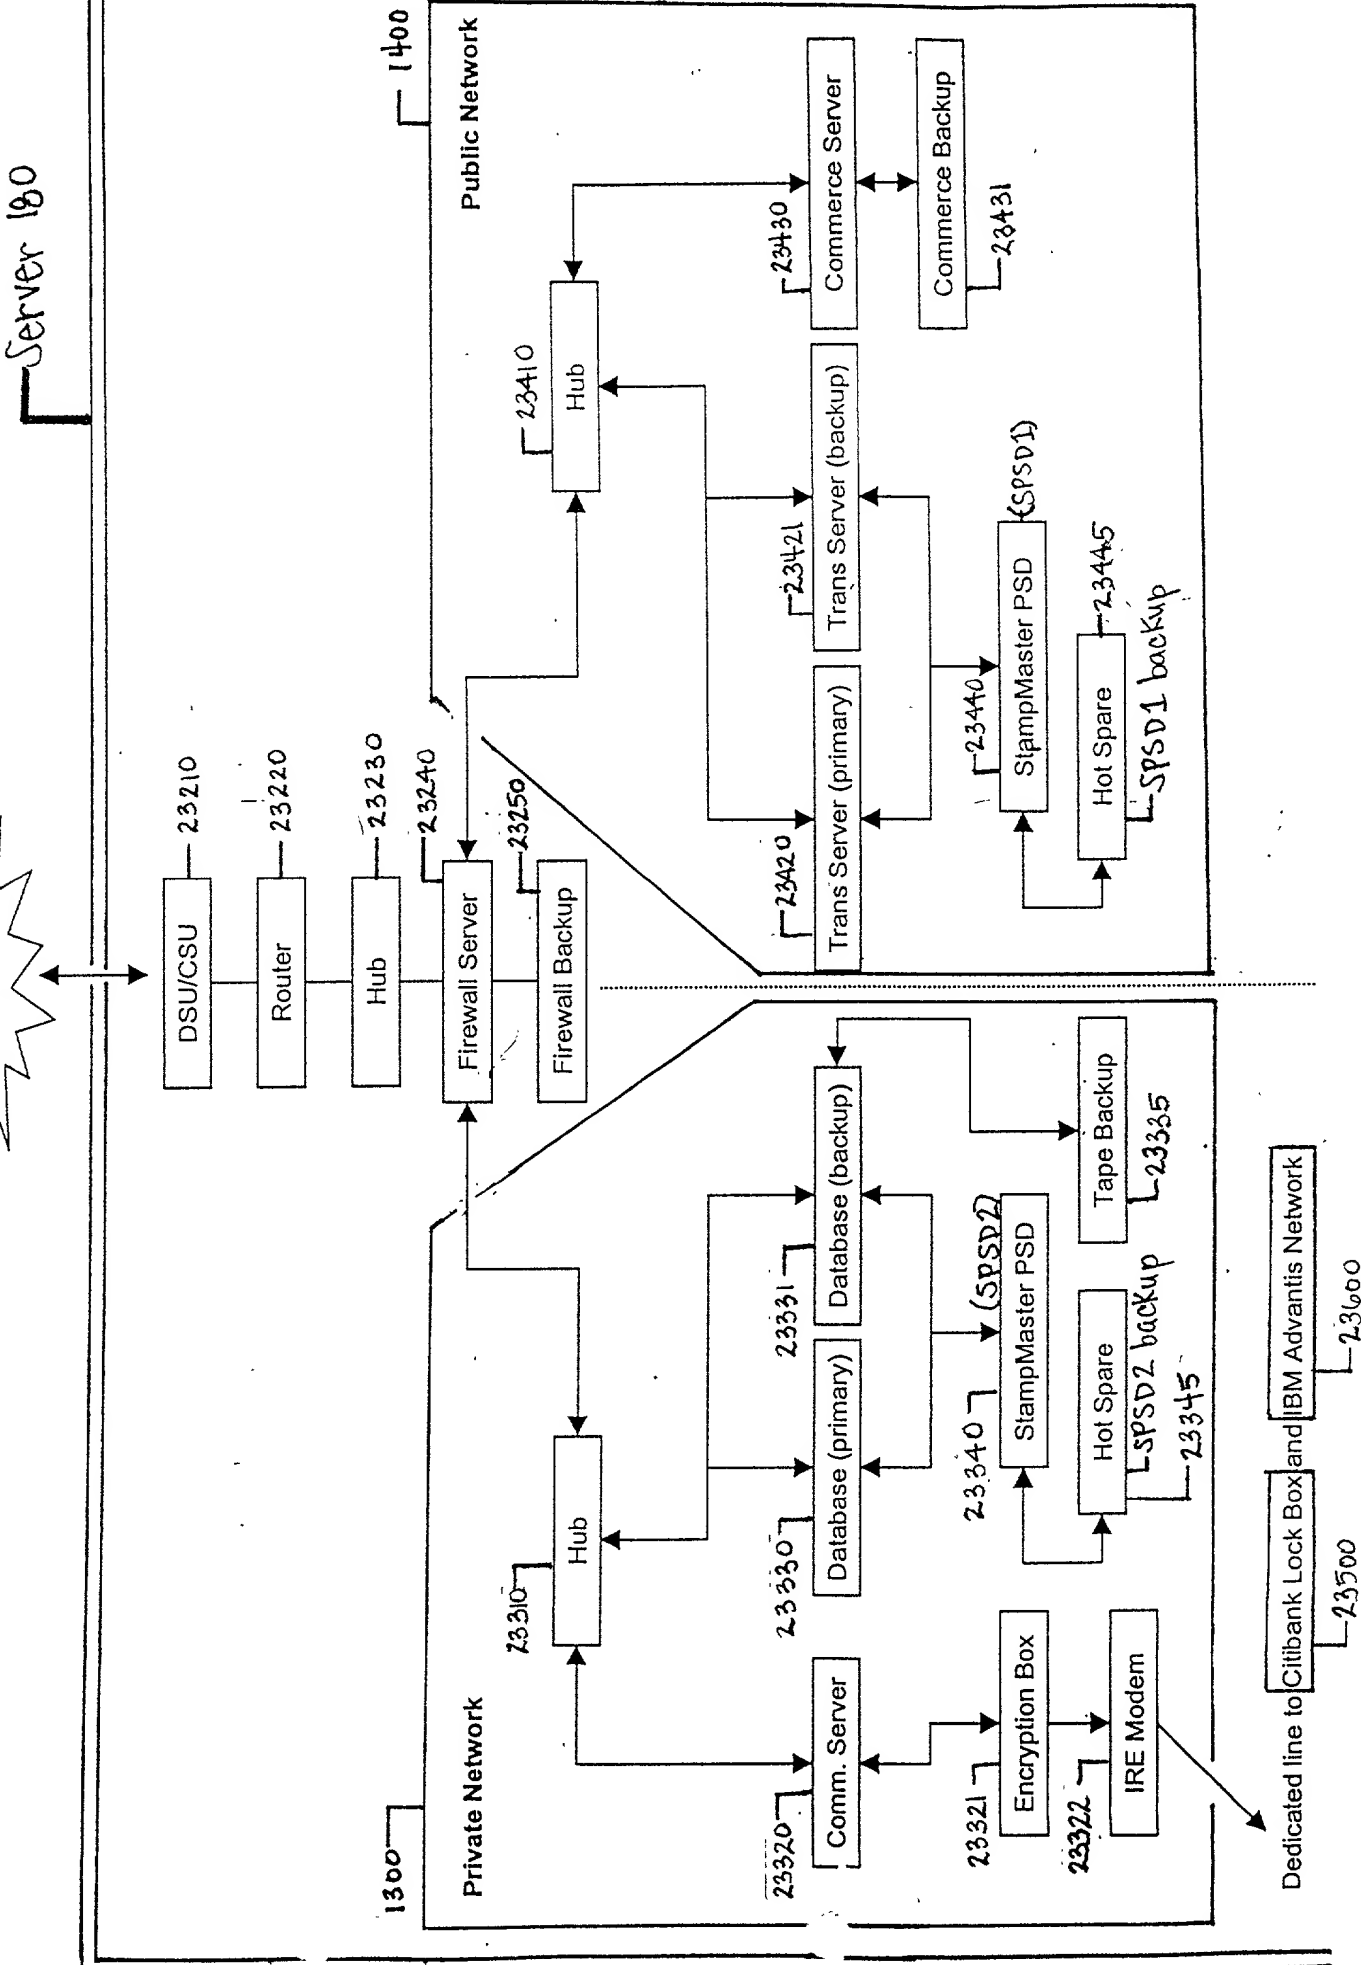 Server 180
DSU/CSU
23210
Router
23220
Hub
23230
Firewall Server
23240
Firewall Backup
23250
1300
Private Network
Hub
23310
Comm. Server
23320
Encryption Box
23321
IRE Modem
23322
Database (primary)
23330
Database (backup)
23331
StampMaster PSD
(SPSD2)
23340
Hot Spare
SPSD2 backup
23345
Tape Backup
23335
1400
Public Network
Hub
23410
Trans Server (primary)
23420
Trans Server (backup)
23421
Commerce Server
23430
Commerce Backup
23431
StampMaster PSD
(SPSD1)
23440
Hot Spare
23445
SPSD1 backup
Dedicated line to Citibank Lock Box and IBM Advantis Network
23500
23600